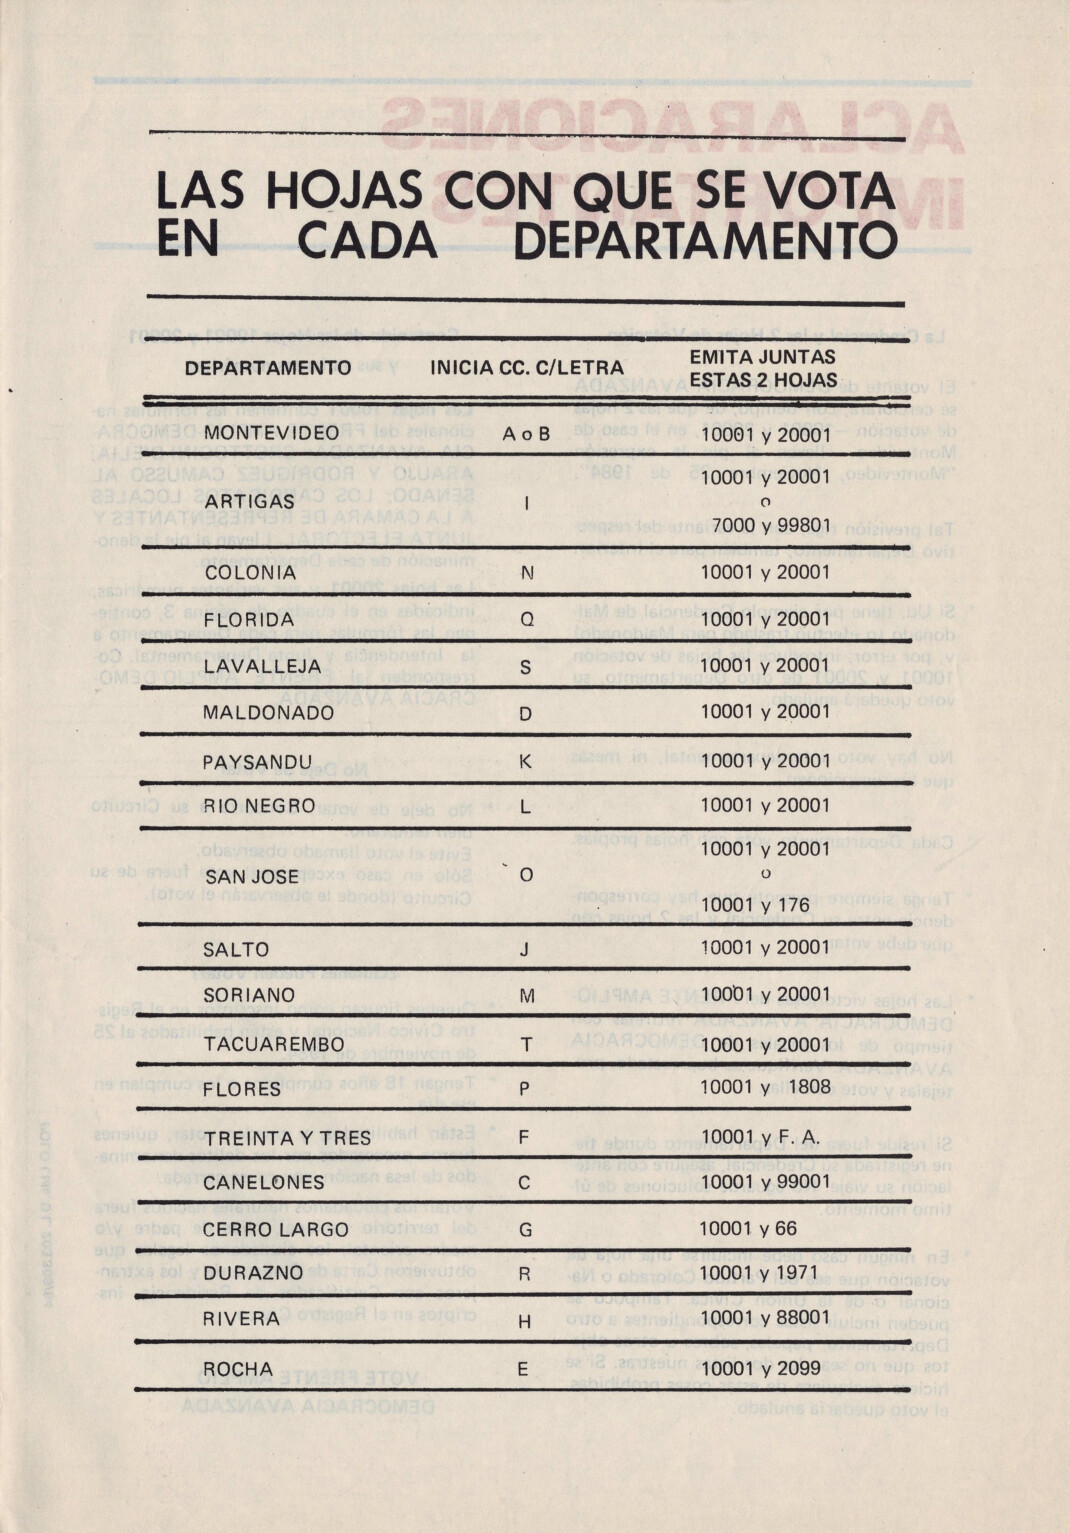 LAS HOJAS CON QUE SE VOTA
EN CADA DEPARTAMENTO
DEPARTAMENTO INICIA CC. C/LETRA EMITA JUNTAS
ESTAS 2 HOJAS
MONTEVIDEO A o B 10001 y 20001
10001 y 20001
ARTIGAS I o
7000 y 99801
COLONIA N 10001 y 20001
FLORIDA Q 10001 y 20001
LAVALLEJA S 10001 y 20001
MALDONADO D 10001 y 20001
PAYSANDU K 10001 y 20001
RIO NEGRO L 10001 y 20001
10001 y 20001
SAN JOSE O o
10001 y 176
SALTO J 10001 y 20001
SORIANO M 10001 y 20001
TACUAREMBO T 10001 y 20001
FLORES P 10001 y 1808
TREINTA Y TRES F 10001 y F. A.
CANELONES C 10001 y 99001
CERRO LARGO G 10001 y 66
DURAZNO R 10001 y 1971
RIVERA H 10001 y 88001
ROCHA E 10001 y 2099